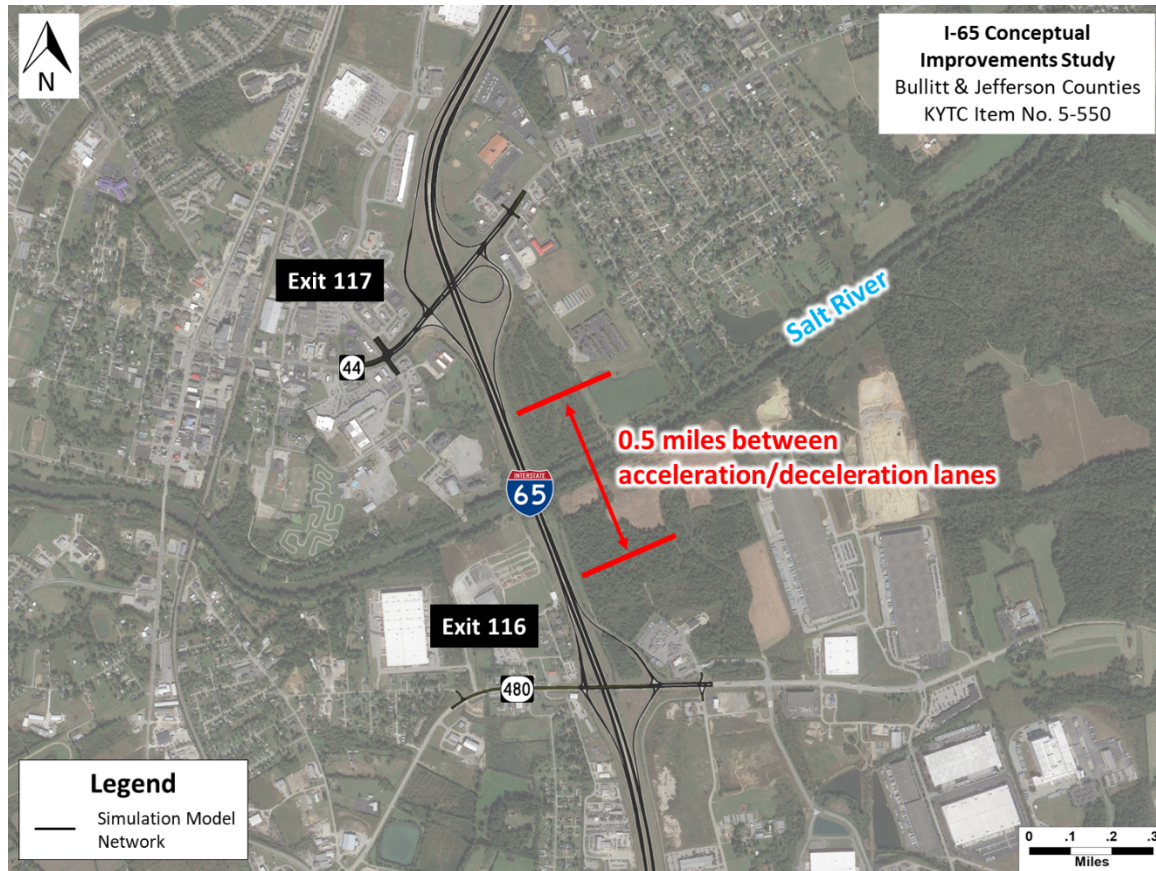 N
I-65 Conceptual
Improvements Study
Bullitt & Jefferson Counties
KYTC Item No. 5-550
Exit 117
Salt River
44
0.5 miles between
acceleration/deceleration lanes
INTERSTATE
65
Exit 116
480
Legend
Simulation Model
Network
0 .1 .2 .3
Miles